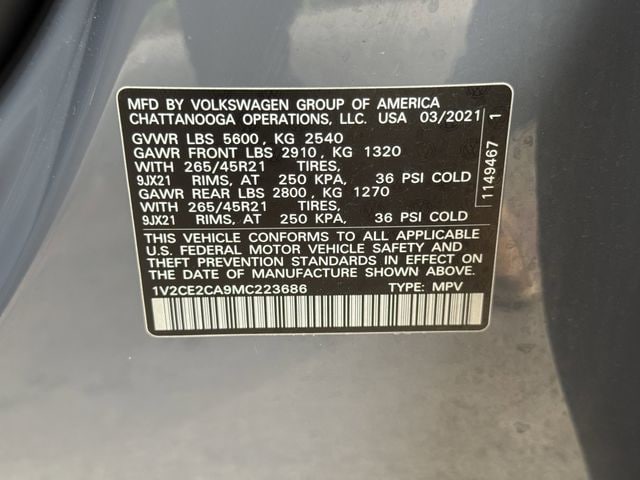 MFD BY VOLKSWAGEN GROUP OF AMERICA
CHATTANOOGA OPERATIONS, LLC. USA 03/2021
GVWR LBS 5600, KG 2540
GAWR FRONT LBS 2910, KG 1320
WITH 265/45R21 TIRES,
9JX21 RIMS, AT 250 KPA, 36 PSI COLD
GAWR REAR LBS 2800, KG 1270
WITH 265/45R21 TIRES,
9JX21 RIMS, AT 250 KPA, 36 PSI COLD
THIS VEHICLE CONFORMS TO ALL APPLICABLE
U.S. FEDERAL MOTOR VEHICLE SAFETY AND
THEFT PREVENTION STANDARDS IN EFFECT ON
THE DATE OF MANUFACTURE SHOWN ABOVE.
1V2CE2CA9MC223686 TYPE: MPV
1149467 1